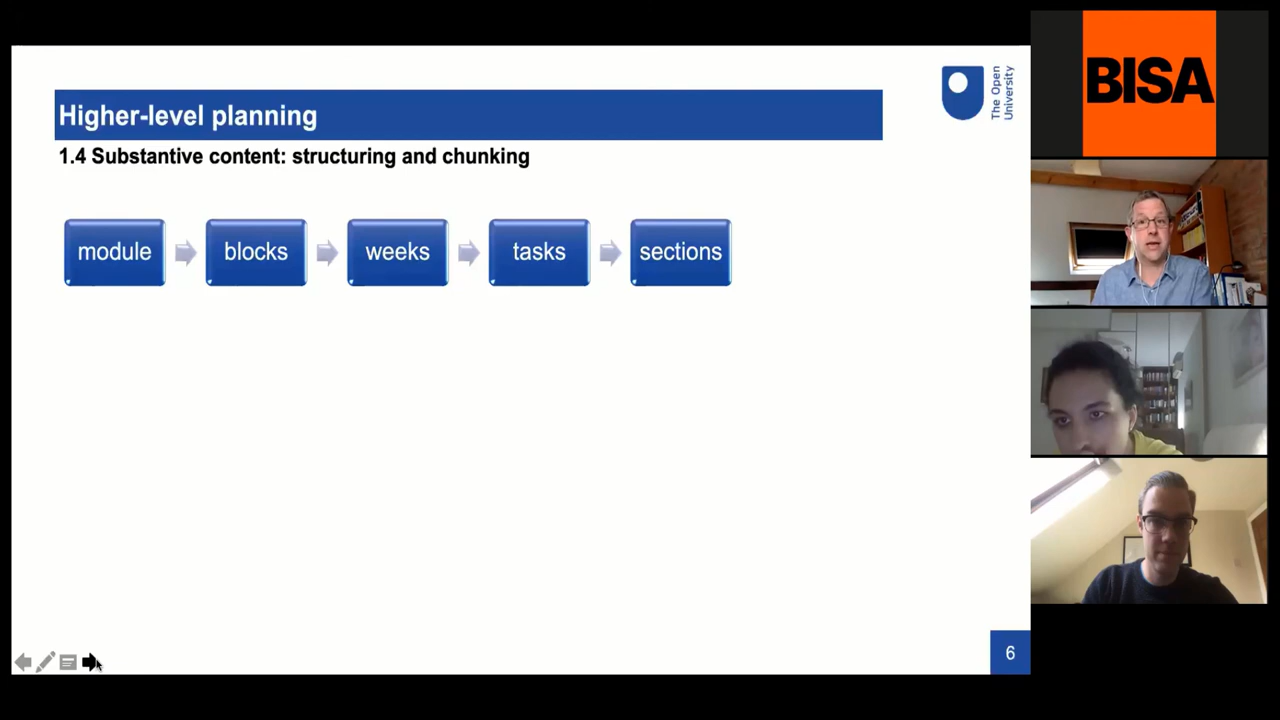 Higher-level planning
1.4 Substantive content: structuring and chunking
module
blocks
weeks
tasks
sections
The Open
University
6
BISA